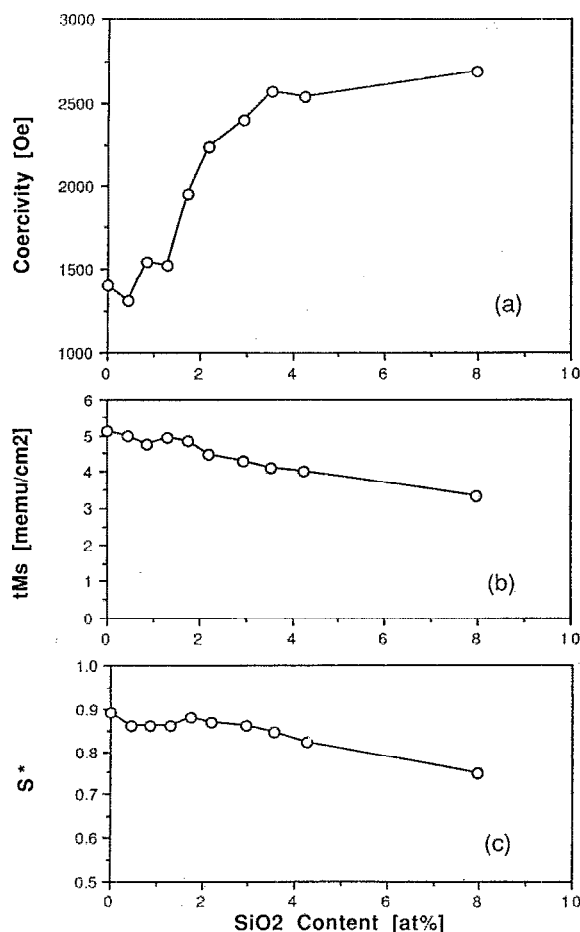 3000
2500
2000
1500
1000
Coercivity [Oe]
(a)
0 2 4 6 8 10
6
5
4
3
2
1
0
tMs [memu/cm2]
(b)
0 2 4 6 8 10
1.0
0.9
0.8
0.7
0.6
0.5
S*
(c)
0 2 4 6 8 10
SiO2 Content [at%]